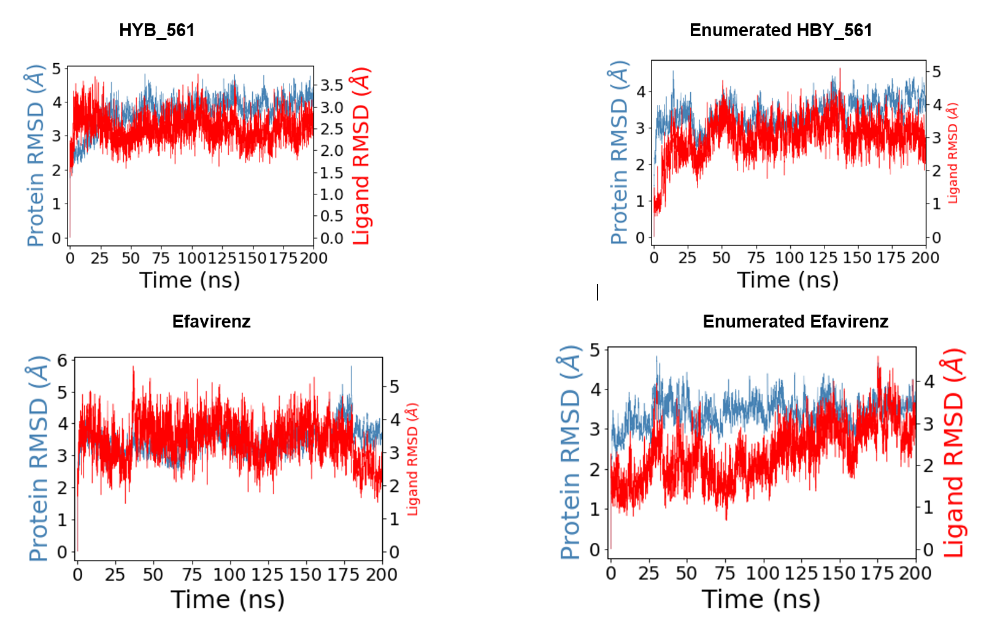 HYB_561
Protein RMSD (Å)
5
4
3
2
1
0
3.5
3.0
2.5
2.0
1.5
1.0
0.5
0.0
Ligand RMSD (Å)
0 25 50 75 100 125 150 175 200
Time (ns)
Enumerated HBY_561
Protein RMSD (Å)
4
3
2
1
0
5
4
3
2
1
0
Ligand RMSD (Å)
0 25 50 75 100 125 150 175 200
Time (ns)
Efavirenz
Protein RMSD (Å)
6
5
4
3
2
1
0
5
4
3
2
1
0
Ligand RMSD (Å)
0 25 50 75 100 125 150 175 200
Time (ns)
Enumerated Efavirenz
Protein RMSD (Å)
5
4
3
2
1
0
4
3
2
1
0
Ligand RMSD (Å)
0 25 50 75 100 125 150 175 200
Time (ns)